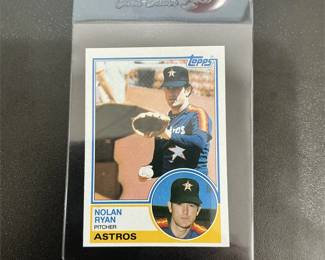 Topps
NOLAN
RYAN
PITCHER
ASTROS